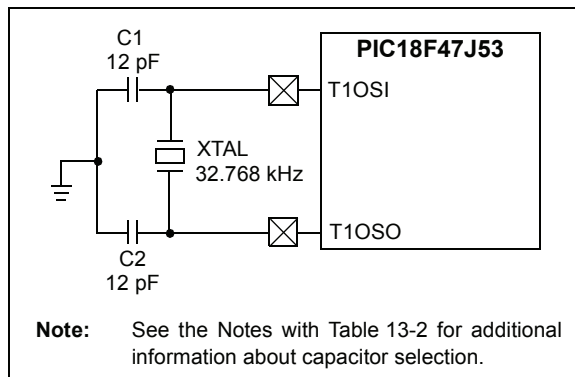 C1
12 pF
PIC18F47J53
T1OSI
XTAL
32.768 kHz
T1OSO
C2
12 pF
Note: See the Notes with Table 13-2 for additional
information about capacitor selection.